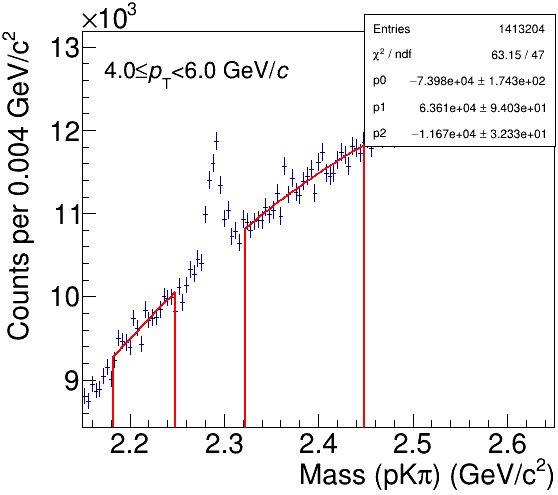 ×10³
Entries 1413204
χ² / ndf 63.15 / 47
p0 −7.398e+04 ± 1.743e+02
p1 6.361e+04 ± 9.403e+01
p2 −1.167e+04 ± 3.233e+01
4.0≤p_T<6.0 GeV/c
Counts per 0.004 GeV/c²
13
12
11
10
9
2.2 2.3 2.4 2.5 2.6
Mass (pKπ) (GeV/c²)